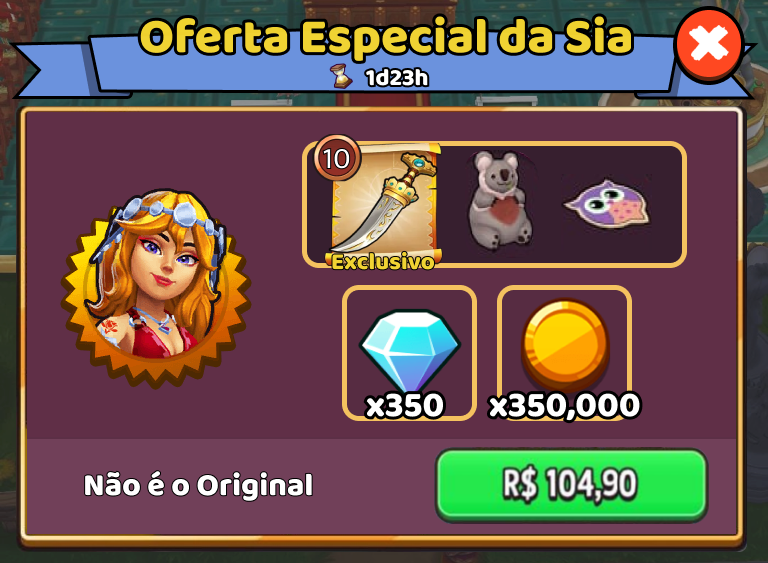 Oferta Especial da Sia
1d23h
10
Exclusivo
x350
x350,000
Não é o Original
R$ 104,90